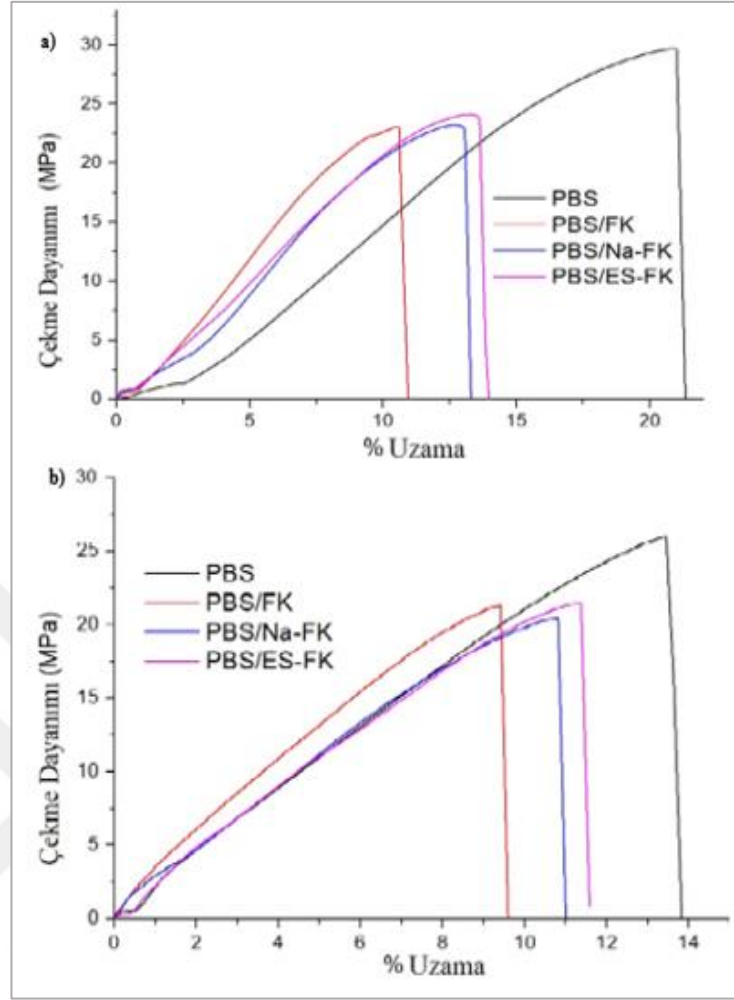 a)
30
25
20
15
10
5
0
Çekme Dayanımı (MPa)
PBS
PBS/FK
PBS/Na-FK
PBS/ES-FK
0 5 10 15 20
% Uzama
b)
30
25
20
15
10
5
0
Çekme Dayanımı (MPa)
PBS
PBS/FK
PBS/Na-FK
PBS/ES-FK
0 2 4 6 8 10 12 14
% Uzama